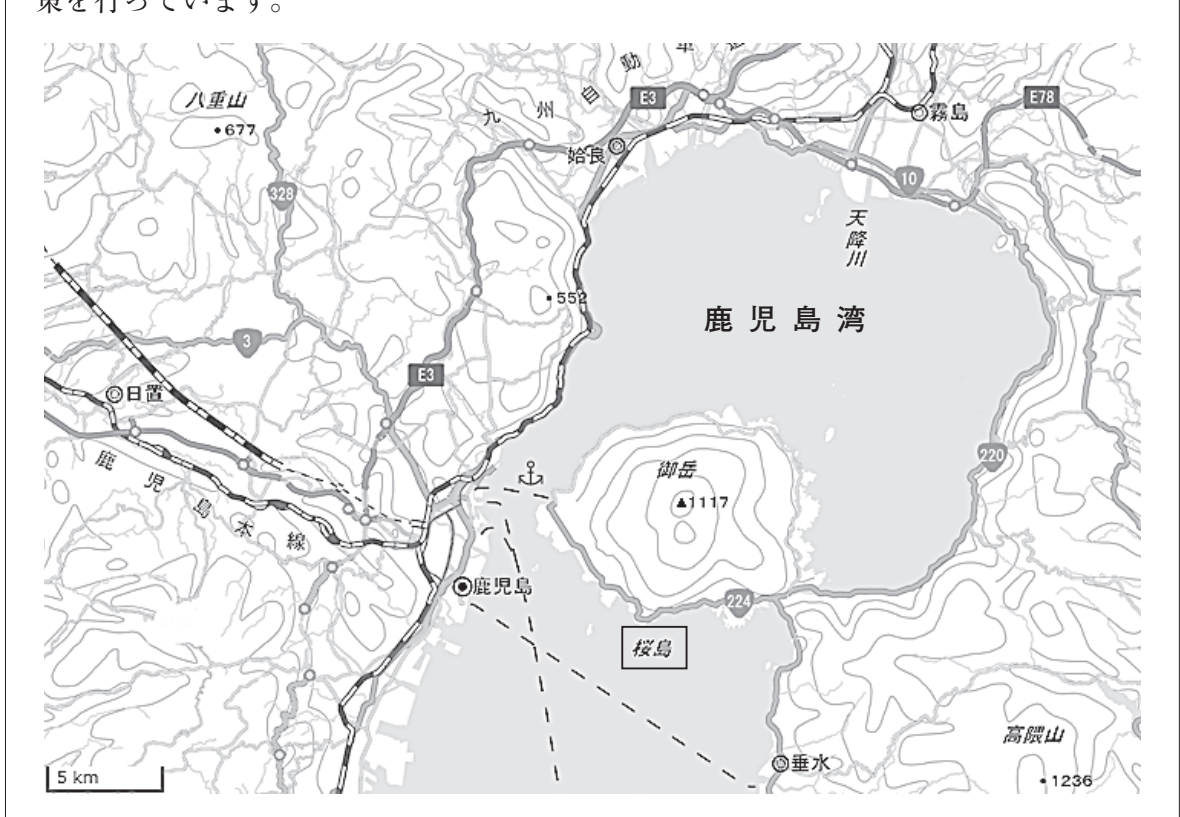 策を行っています。
八重山
677
九州自動車道
E3
E78
霧島
姶良
328
10
天降川
552
鹿児島湾
3
E3
日置
鹿児島本線
御岳
1117
220
鹿児島
224
桜島
高隈山
垂水
1236
5 km